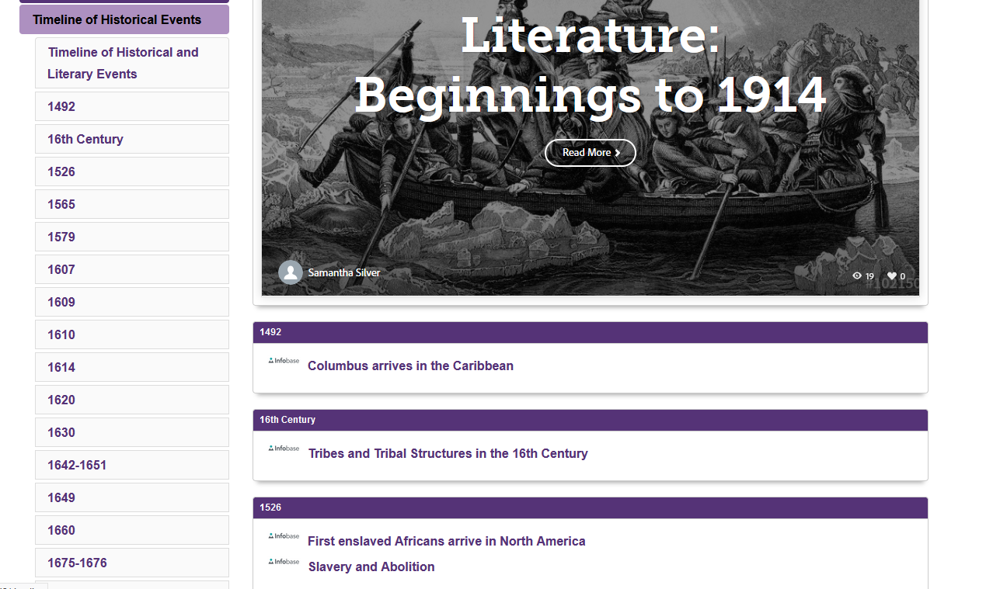 Timeline of Historical Events
Timeline of Historical and
Literary Events
1492
16th Century
1526
1565
1579
1607
1609
1610
1614
1620
1630
1642-1651
1649
1660
1675-1676
Literature:
Beginnings to 1914
Read More
Samantha Silver
19
0
#102150
1492
Infobase
Columbus arrives in the Caribbean
16th Century
Infobase
Tribes and Tribal Structures in the 16th Century
1526
Infobase
First enslaved Africans arrive in North America
Infobase
Slavery and Abolition